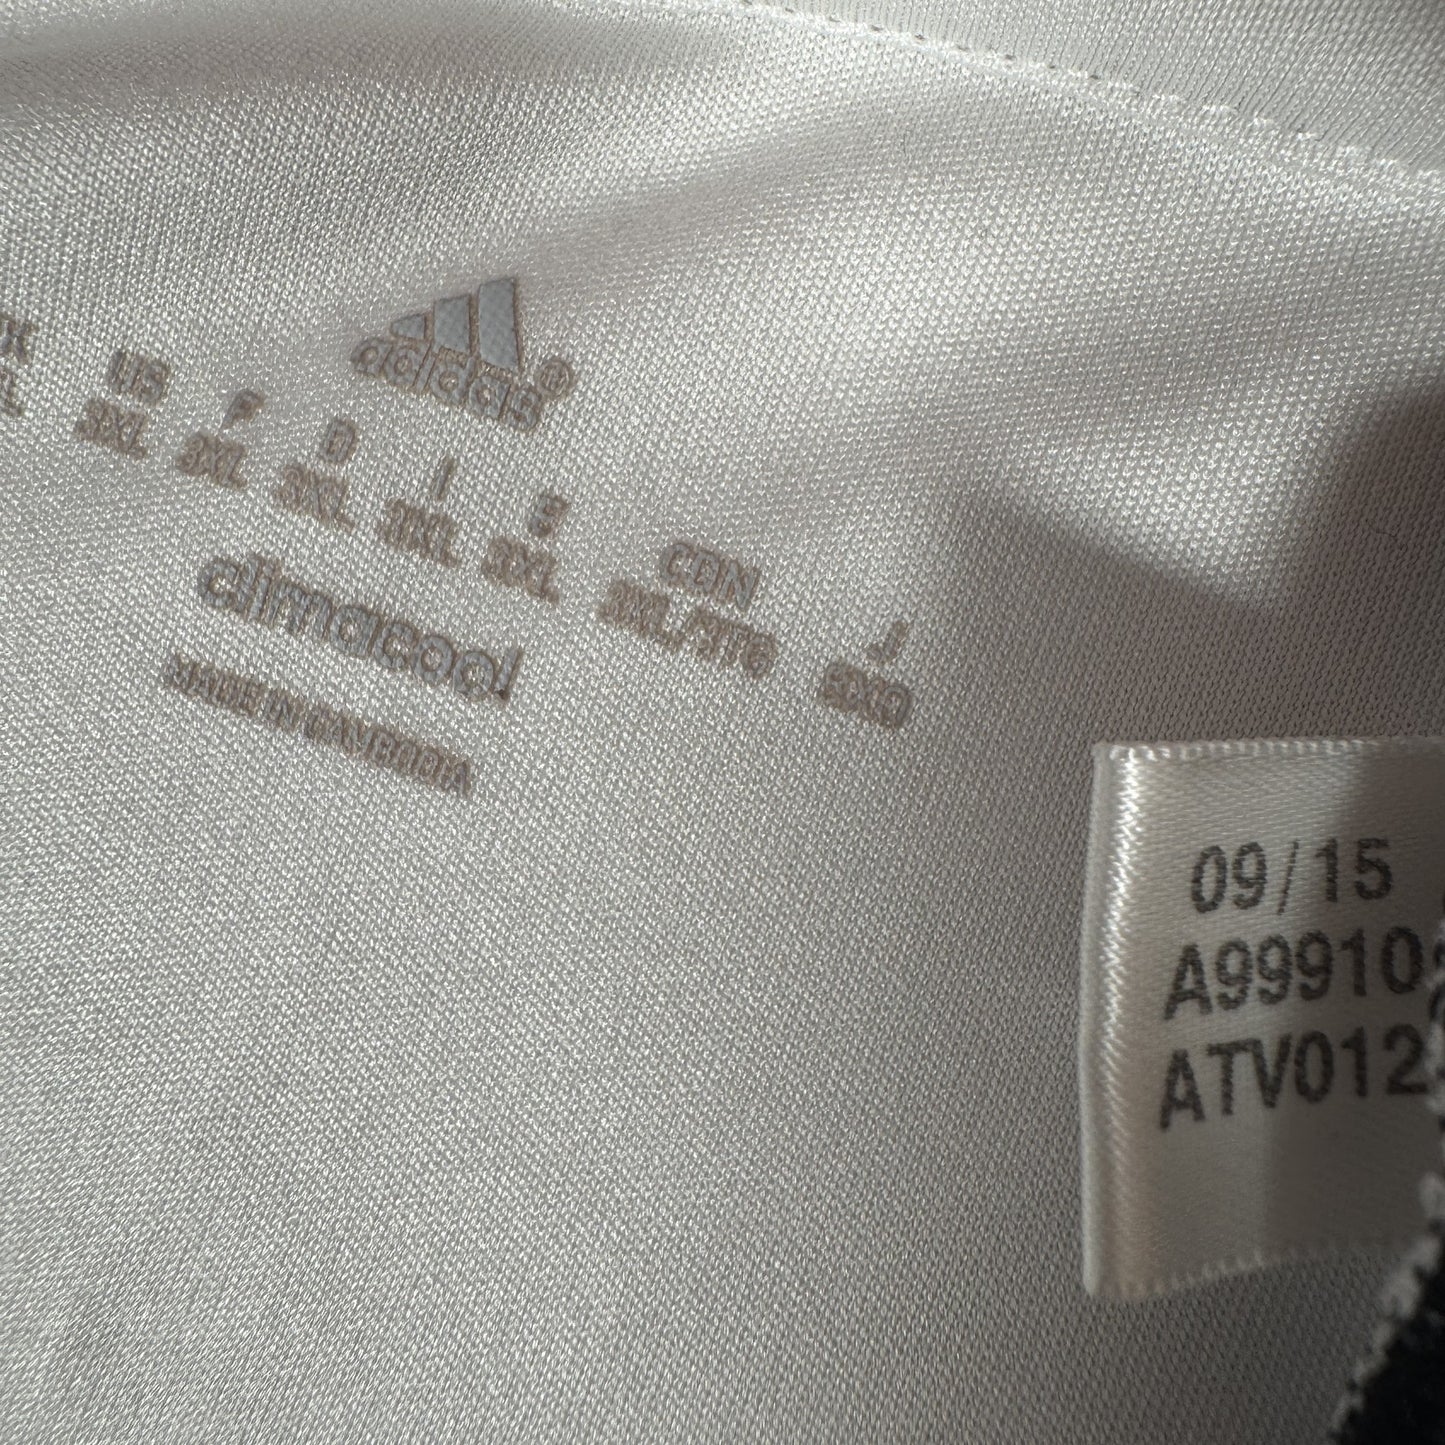 adidas®
US F D I E CDN J
3XL 3XL 3XL 3XL 3XL 3XL/3TG
climacool
MADE IN CAMBODIA
09/15
A99910
ATV012